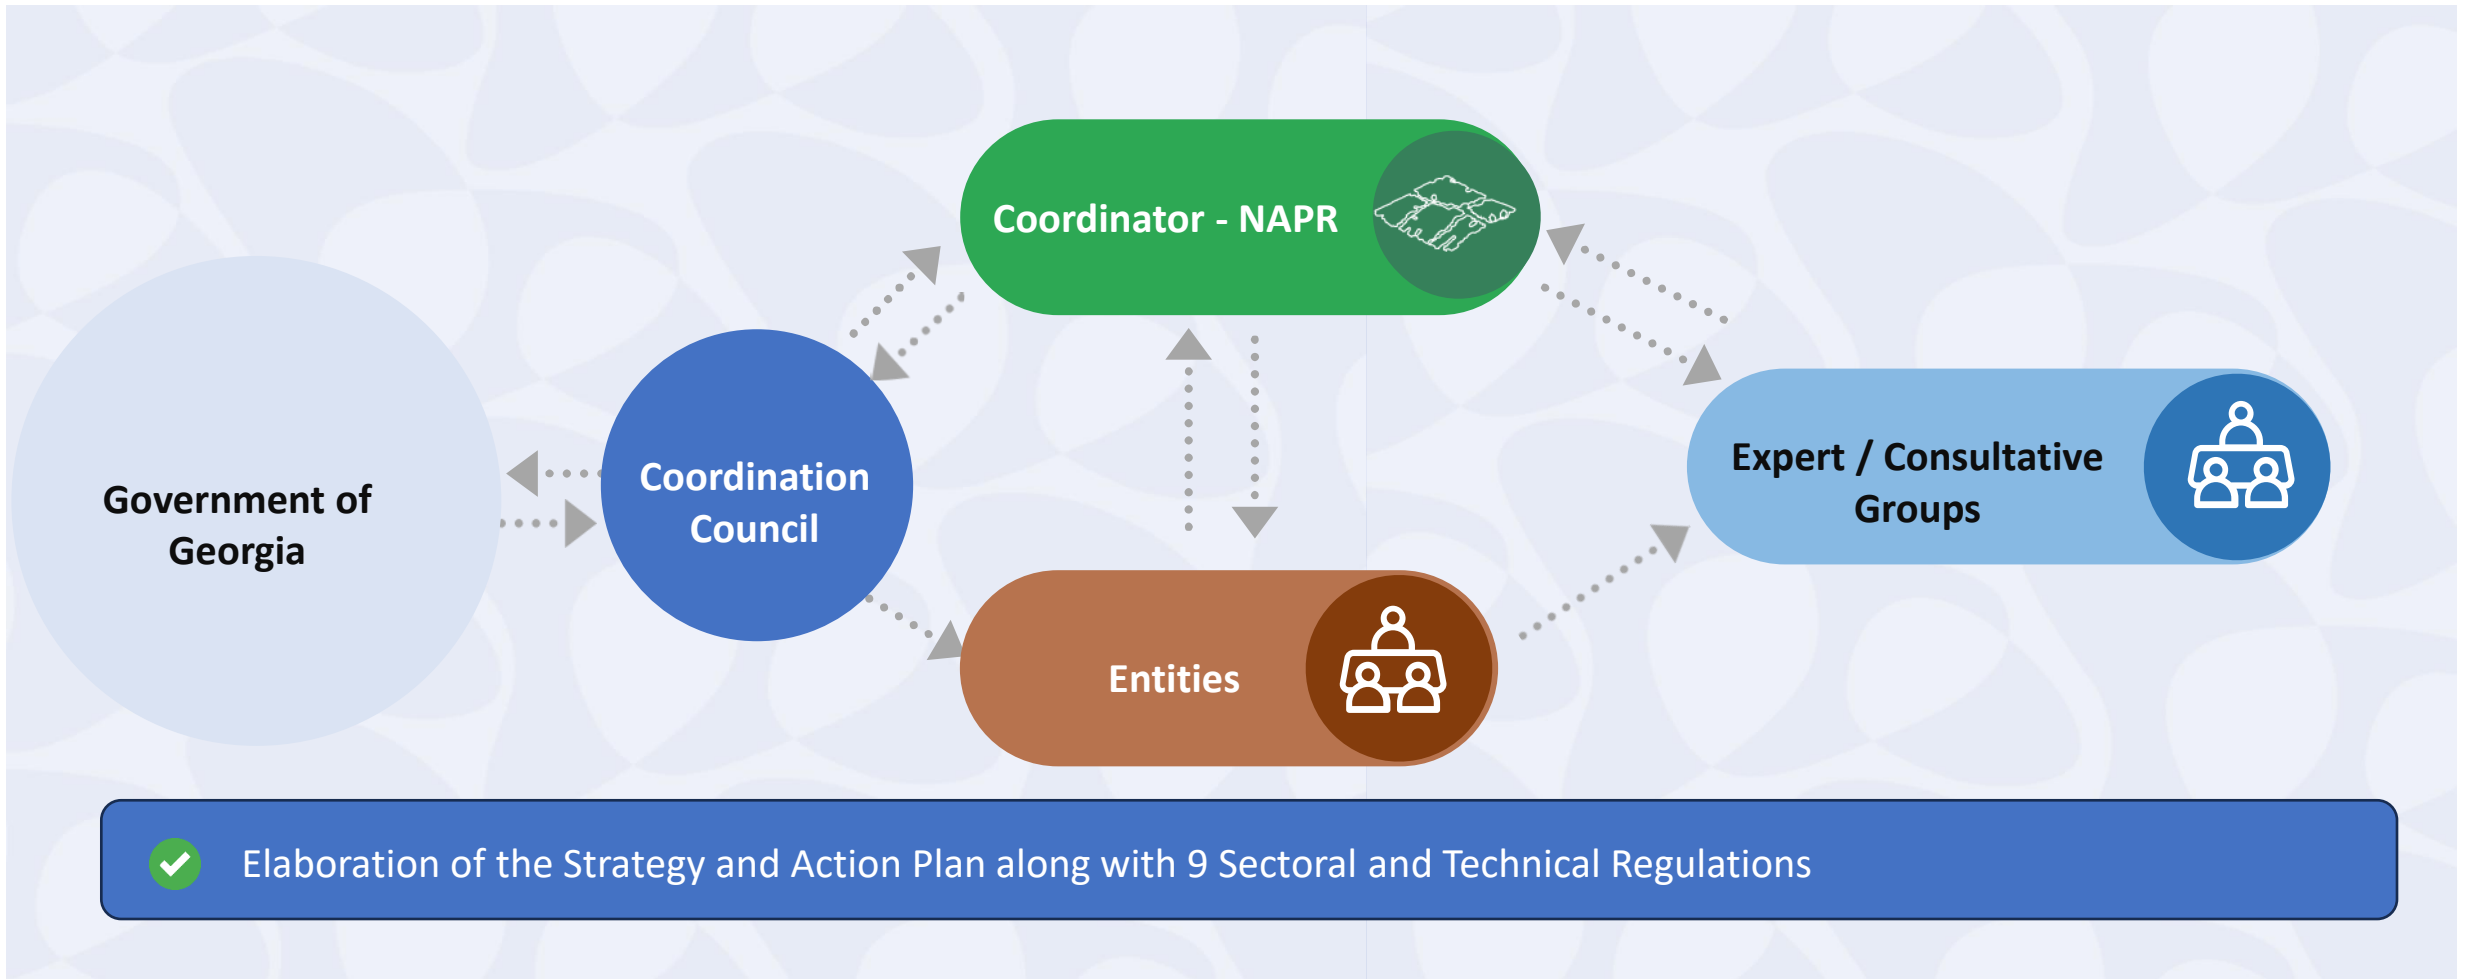 Coordinator - NAPR
Government of
Georgia
Coordination
Council
Expert / Consultative
Groups
Entities
Elaboration of the Strategy and Action Plan along with 9 Sectoral and Technical Regulations